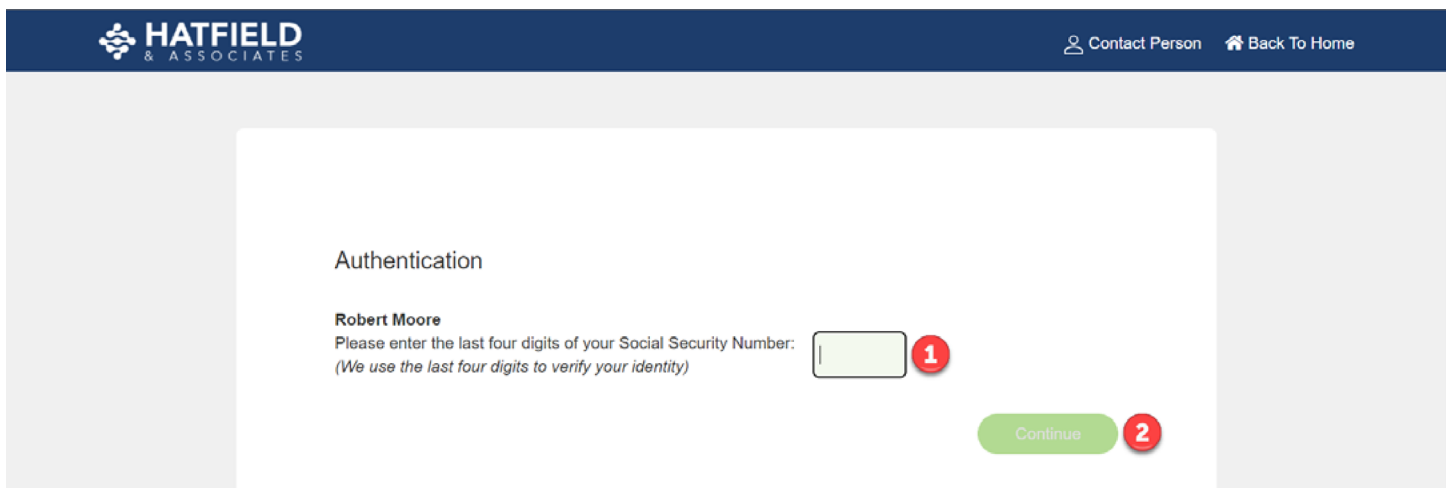 HATFIELD
& ASSOCIATES
Contact Person Back To Home
Authentication
Robert Moore
Please enter the last four digits of your Social Security Number:
(We use the last four digits to verify your identity)
1
Continue
2